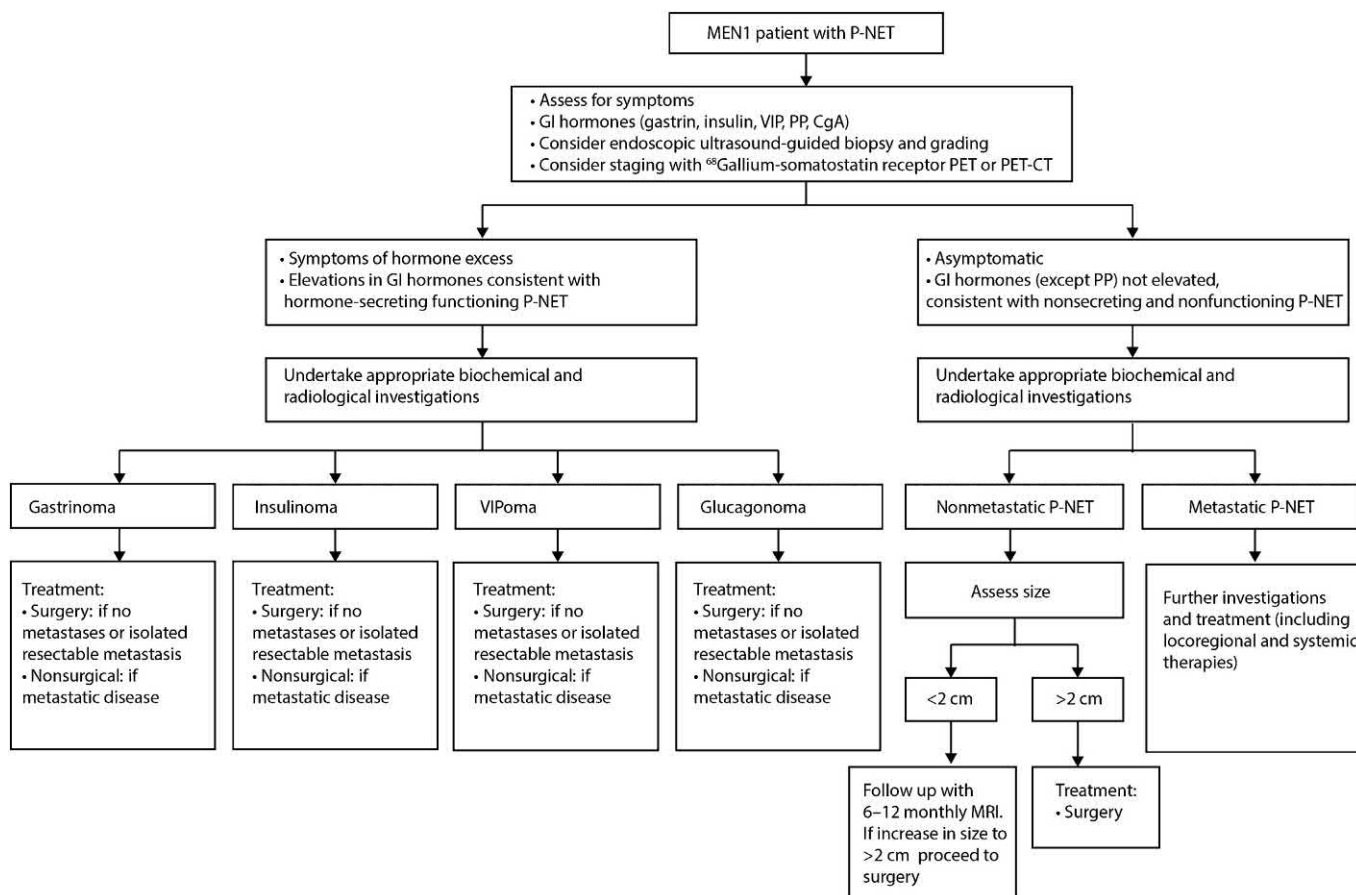 MEN1 patient with P-NET
• Assess for symptoms
• GI hormones (gastrin, insulin, VIP, PP, CgA)
• Consider endoscopic ultrasound-guided biopsy and grading
• Consider staging with ⁶⁸Gallium-somatostatin receptor PET or PET-CT
• Symptoms of hormone excess
• Elevations in GI hormones consistent with
hormone-secreting functioning P-NET
• Asymptomatic
• GI hormones (except PP) not elevated,
consistent with nonsecreting and nonfunctioning P-NET
Undertake appropriate biochemical and
radiological investigations
Undertake appropriate biochemical and
radiological investigations
Gastrinoma
Insulinoma
VIPoma
Glucagonoma
Nonmetastatic P-NET
Metastatic P-NET
Treatment:
• Surgery: if no
metastases or isolated
resectable metastasis
• Nonsurgical: if
metastatic disease
Treatment:
• Surgery: if no
metastases or isolated
resectable metastasis
• Nonsurgical: if
metastatic disease
Treatment:
• Surgery: if no
metastases or isolated
resectable metastasis
• Nonsurgical: if
metastatic disease
Treatment:
• Surgery: if no
metastases or isolated
resectable metastasis
• Nonsurgical: if
metastatic disease
Assess size
Further investigations
and treatment (including
locoregional and systemic
therapies)
<2 cm
>2 cm
Follow up with
6–12 monthly MRI.
If increase in size to
>2 cm proceed to
surgery
Treatment:
• Surgery